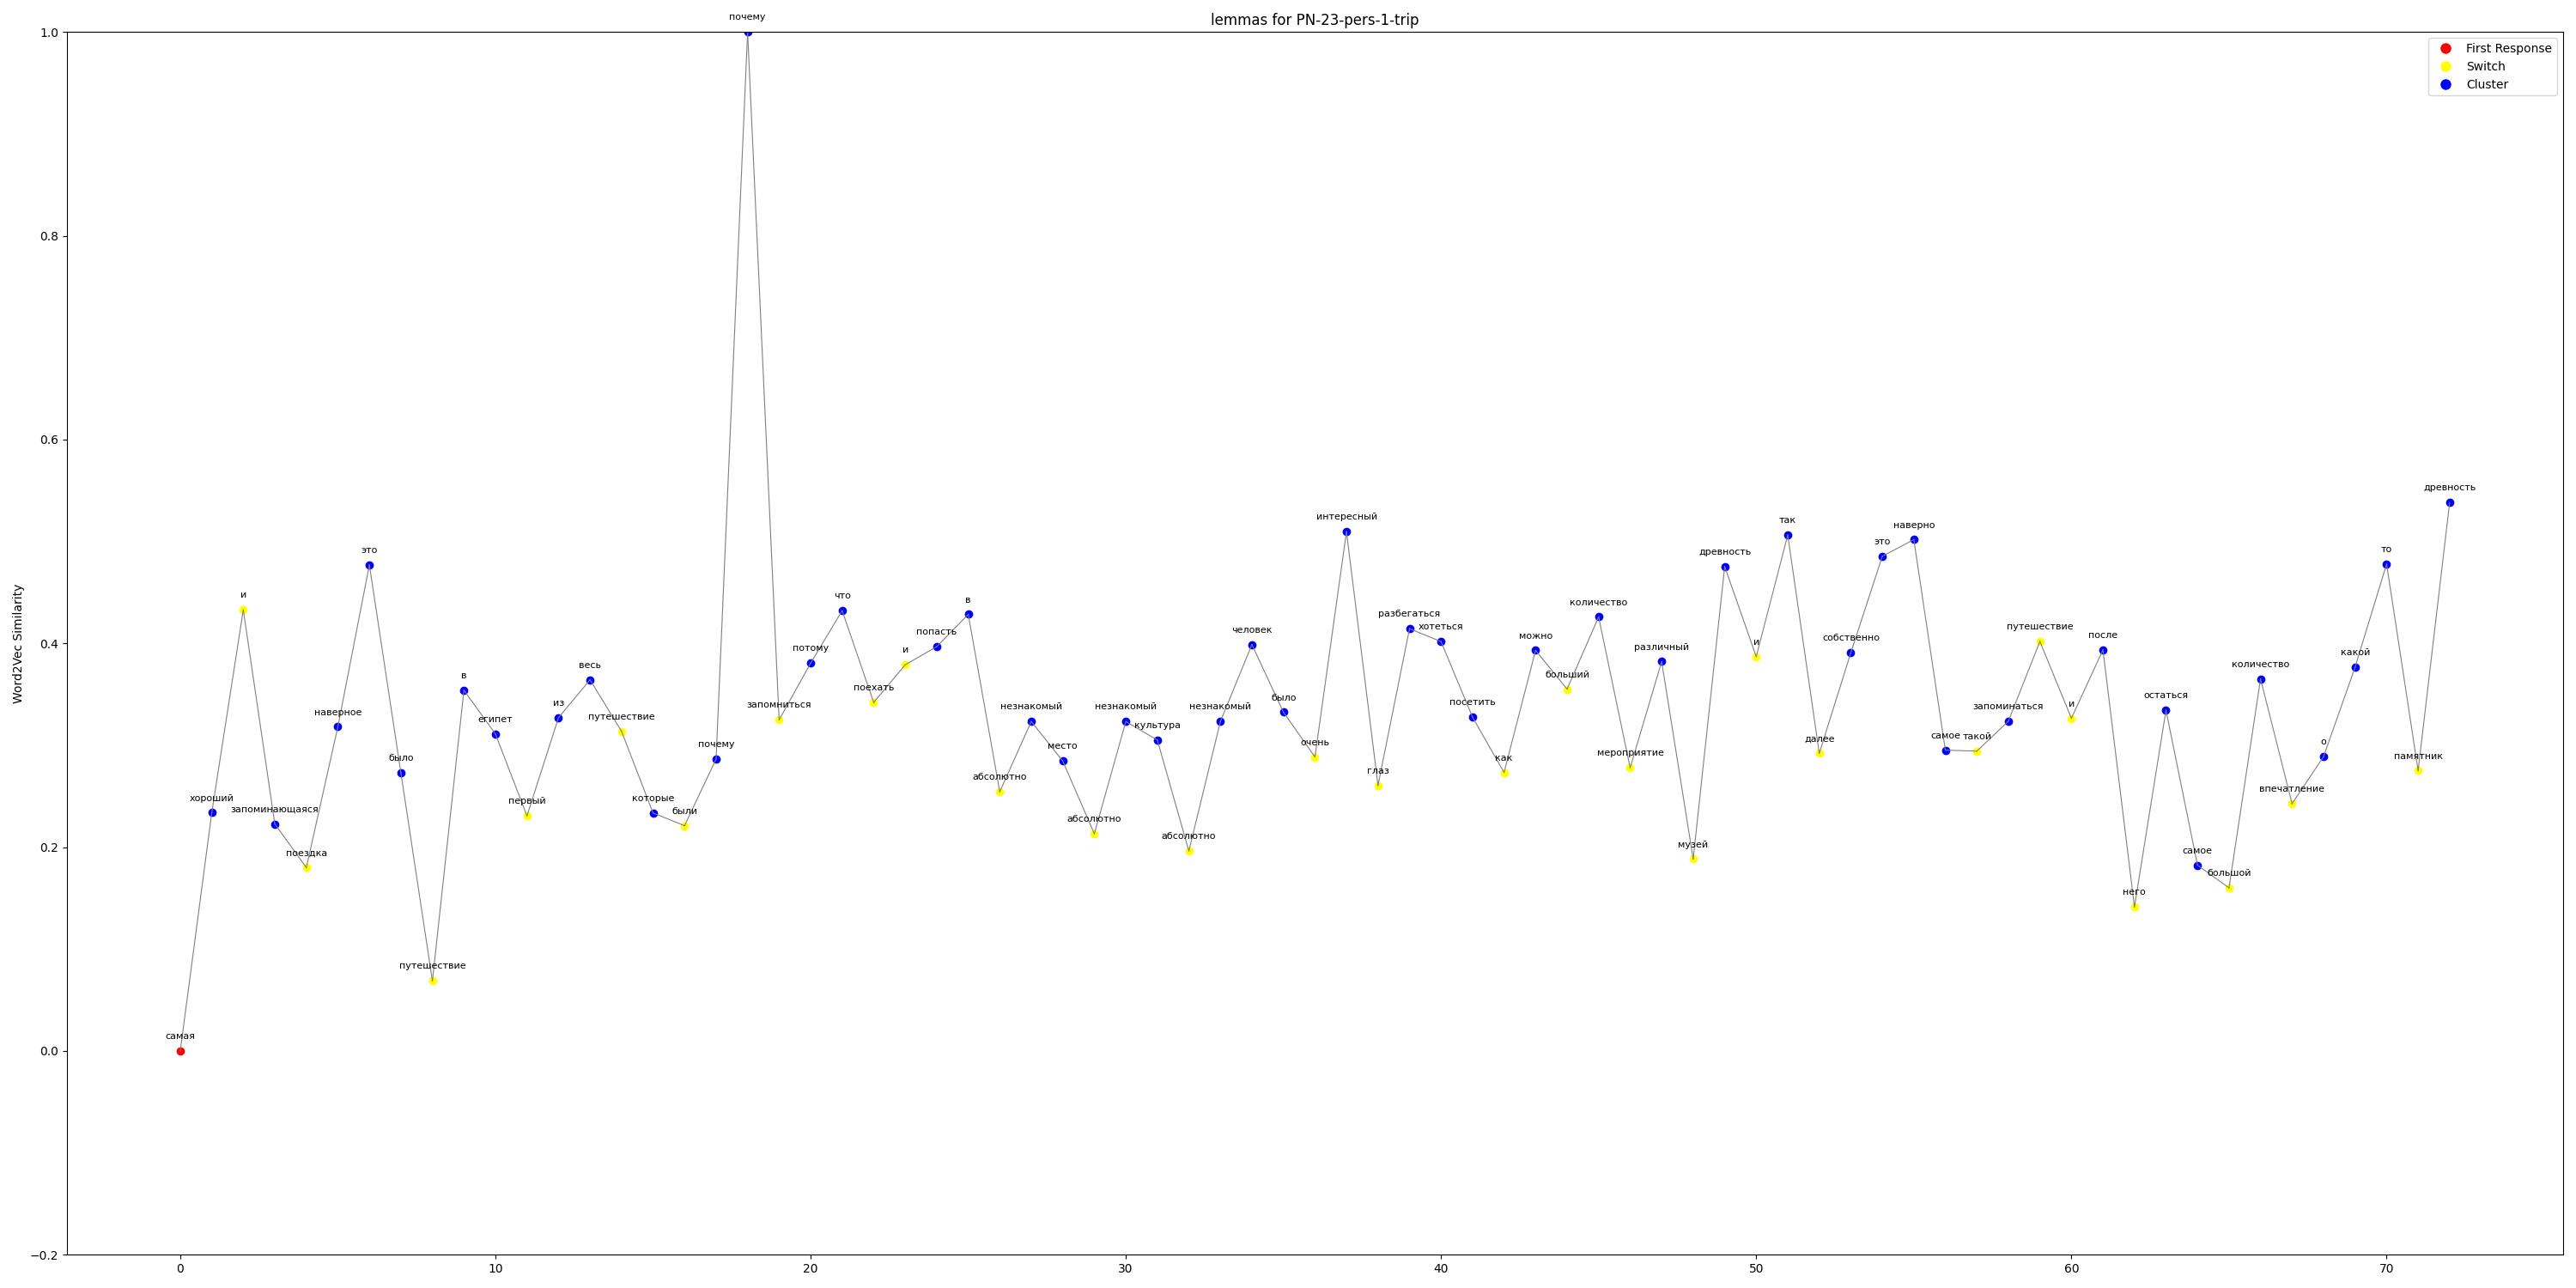 lemmas for PN-23-pers-1-trip
First Response
Switch
Cluster
Word2Vec Similarity
1.0
0.8
0.6
0.4
0.2
0.0
−0.2
самая
хороший
и
запоминающаяся
поездка
наверное
это
было
путешествие
в
египет
первый
из
весь
путешествие
которые
были
почему
почему
запомниться
потому
что
поехать
и
попасть
в
абсолютно
незнакомый
место
абсолютно
незнакомый
культура
абсолютно
незнакомый
человек
было
очень
интересный
глаз
разбегаться
хотеться
посетить
как
можно
больший
количество
мероприятие
различный
музей
древность
и
так
далее
собственно
это
наверно
самое
такой
запоминаться
путешествие
и
после
него
остаться
самое
большой
количество
впечатление
о
какой
то
памятник
древность
0
10
20
30
40
50
60
70